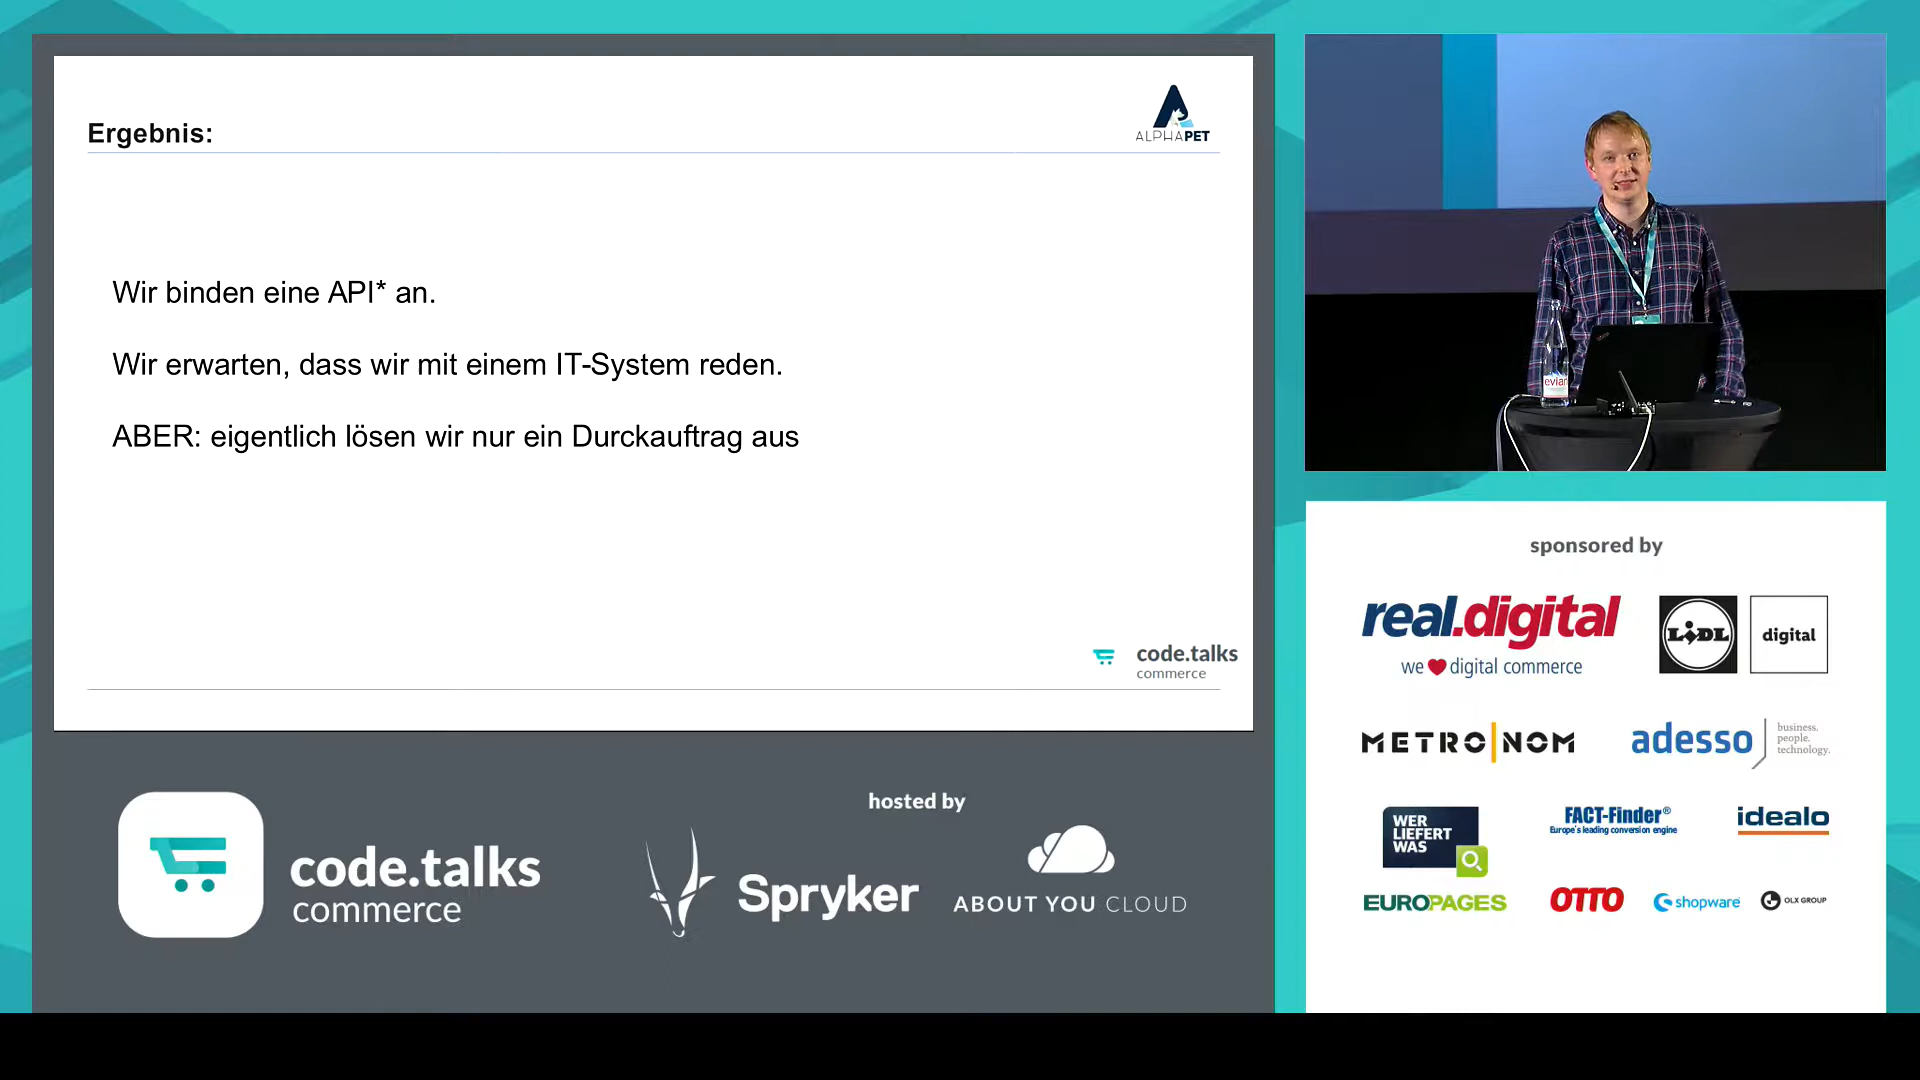 Ergebnis:
ALPHAPET
Wir binden eine API* an.
Wir erwarten, dass wir mit einem IT-System reden.
ABER: eigentlich lösen wir nur ein Durckauftrag aus
code.talks
commerce
code.talks
commerce
hosted by
Spryker
ABOUT YOU CLOUD
evian
sponsored by
real.digital
we digital commerce
LIDL
digital
METRO NOM
adesso
business.
people.
technology.
WER
LIEFERT
WAS
FACT-Finder®
Europe's leading conversion engine
idealo
EUROPAGES
OTTO
shopware
OLX GROUP